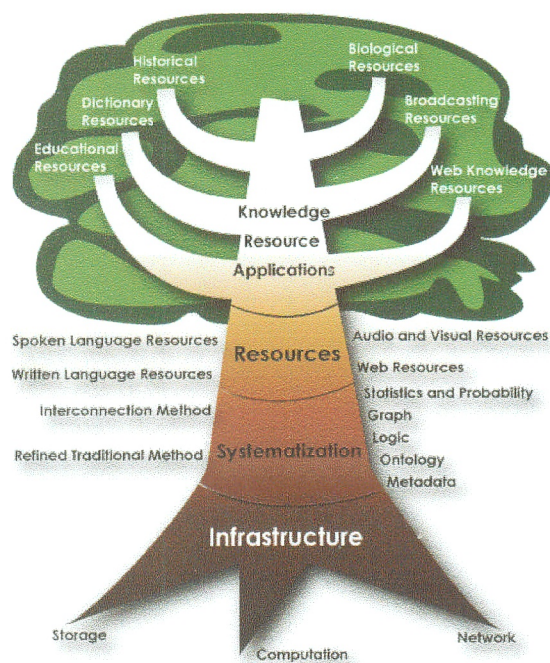 Historical
Resources
Biological
Resources
Dictionary
Resources
Broadcasting
Resources
Educational
Resources
Web Knowledge
Resources
Knowledge
Resource
Applications
Spoken Language Resources
Audio and Visual Resources
Resources
Written Language Resources
Web Resources
Statistics and Probability
Interconnection Method
Graph
Logic
Refined Traditional Method
Systematization
Ontology
Metadata
Infrastructure
Storage
Network
Computation